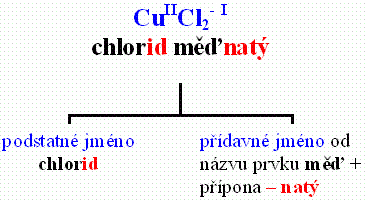 Cu^II Cl₂^- I
chlorid měďnatý
podstatné jméno
chlorid
přídavné jméno od
názvu prvku měď +
přípona – natý